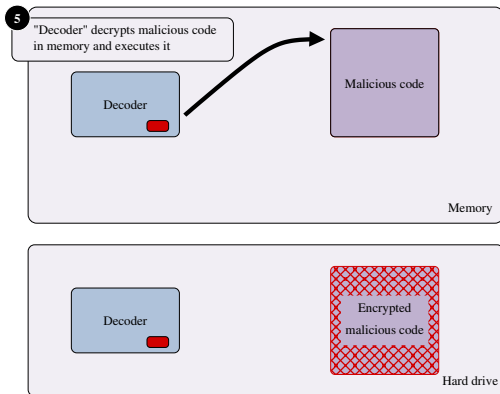 5
"Decoder" decrypts malicious code
in memory and executes it
Decoder
Malicious code
Memory
Decoder
Encrypted
malicious code
Hard drive